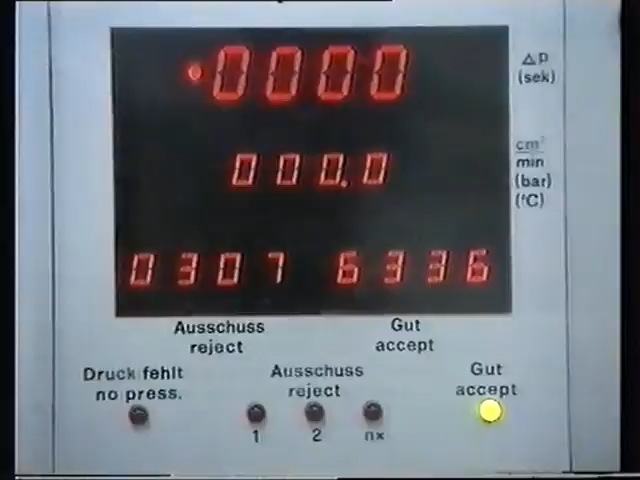 0000
Δp
(sek)
000.0
cm³
min
(bar)
(°C)
0307 6336
Ausschuss
reject
Gut
accept
Druck fehlt
no press.
Ausschuss
reject
Gut
accept
1
2
nx